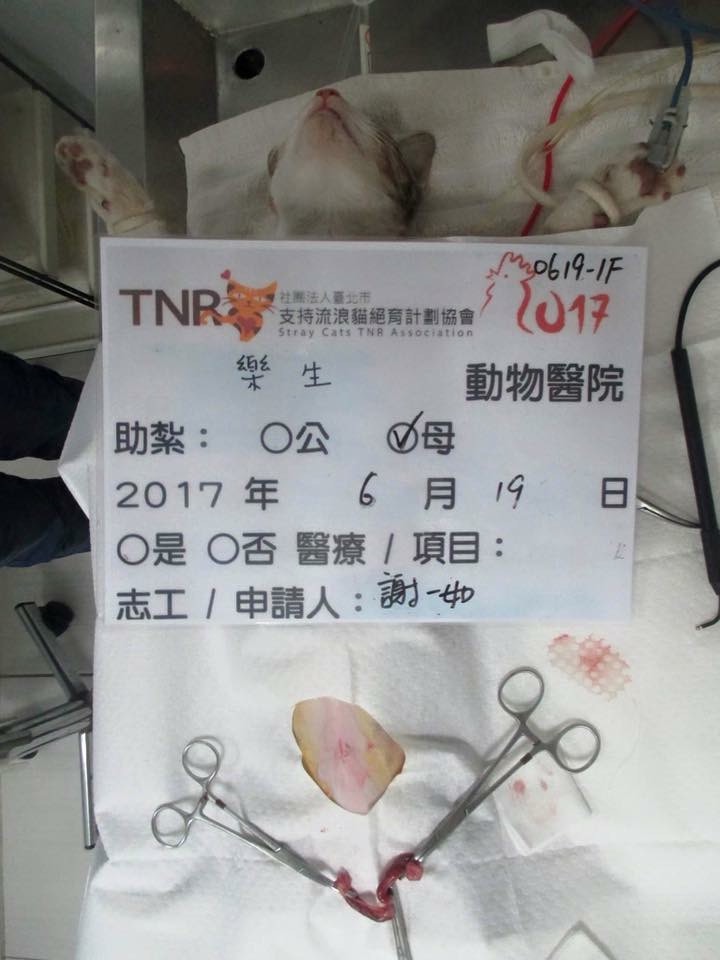 TNR
社團法人臺北市
支持流浪貓絕育計劃協會
Stray Cats TNR Association
0619-1F
2017
樂生 動物醫院
助紮： ○公 ○母
2017 年 6 月 19 日
○是 ○否 醫療 / 項目：
志工 / 申請人：謝一如